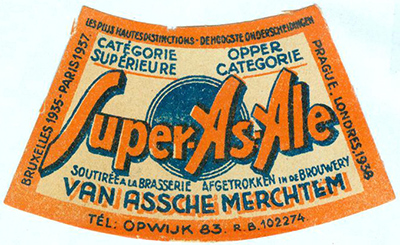 LES PLUS HAUTES DISTINCTIONS - DE HOOGSTE ONDERSCHEIDINGEN
BRUXELLES 1935 - PARIS 1937.
PRAGUE - LONDRES 1938
CATÉGORIE SUPÉRIEURE
OPPER CATEGORIE
Super-As-Ale
SOUTIRÉE À LA BRASSERIE AFGETROKKEN IN DE BROUWERY
VAN ASSCHE MERCHTEM
TÉL: OPWIJK 83. R.B. 102274.